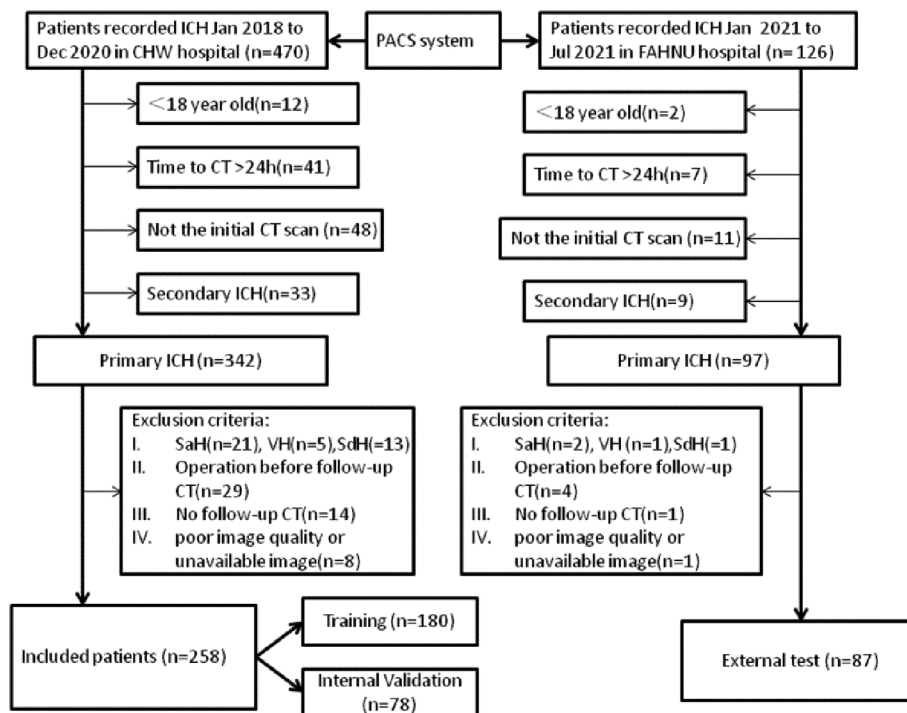 Patients recorded ICH Jan 2018 to
Dec 2020 in CHW hospital (n=470)
PACS system
Patients recorded ICH Jan 2021 to
Jul 2021 in FAHNU hospital (n=126)
<18 year old(n=12)
Time to CT >24h(n=41)
Not the initial CT scan (n=48)
Secondary ICH(n=33)
<18 year old(n=2)
Time to CT >24h(n=7)
Not the initial CT scan (n=11)
Secondary ICH(n=9)
Primary ICH (n=342)
Primary ICH (n=97)
Exclusion criteria:
I. SaH(n=21), VH(n=5),SdH(=13)
II. Operation before follow-up
CT(n=29)
III. No follow-up CT(n=14)
IV. poor image quality or
unavailable image(n=8)
Exclusion criteria:
I. SaH(=2), VH (n=1),SdH(=1)
II. Operation before follow-up
CT(n=4)
III. No follow-up CT(n=1)
IV. poor image quality or
unavailable image(n=1)
Included patients (n=258)
Training (n=180)
Internal Validation
(n=78)
External test (n=87)